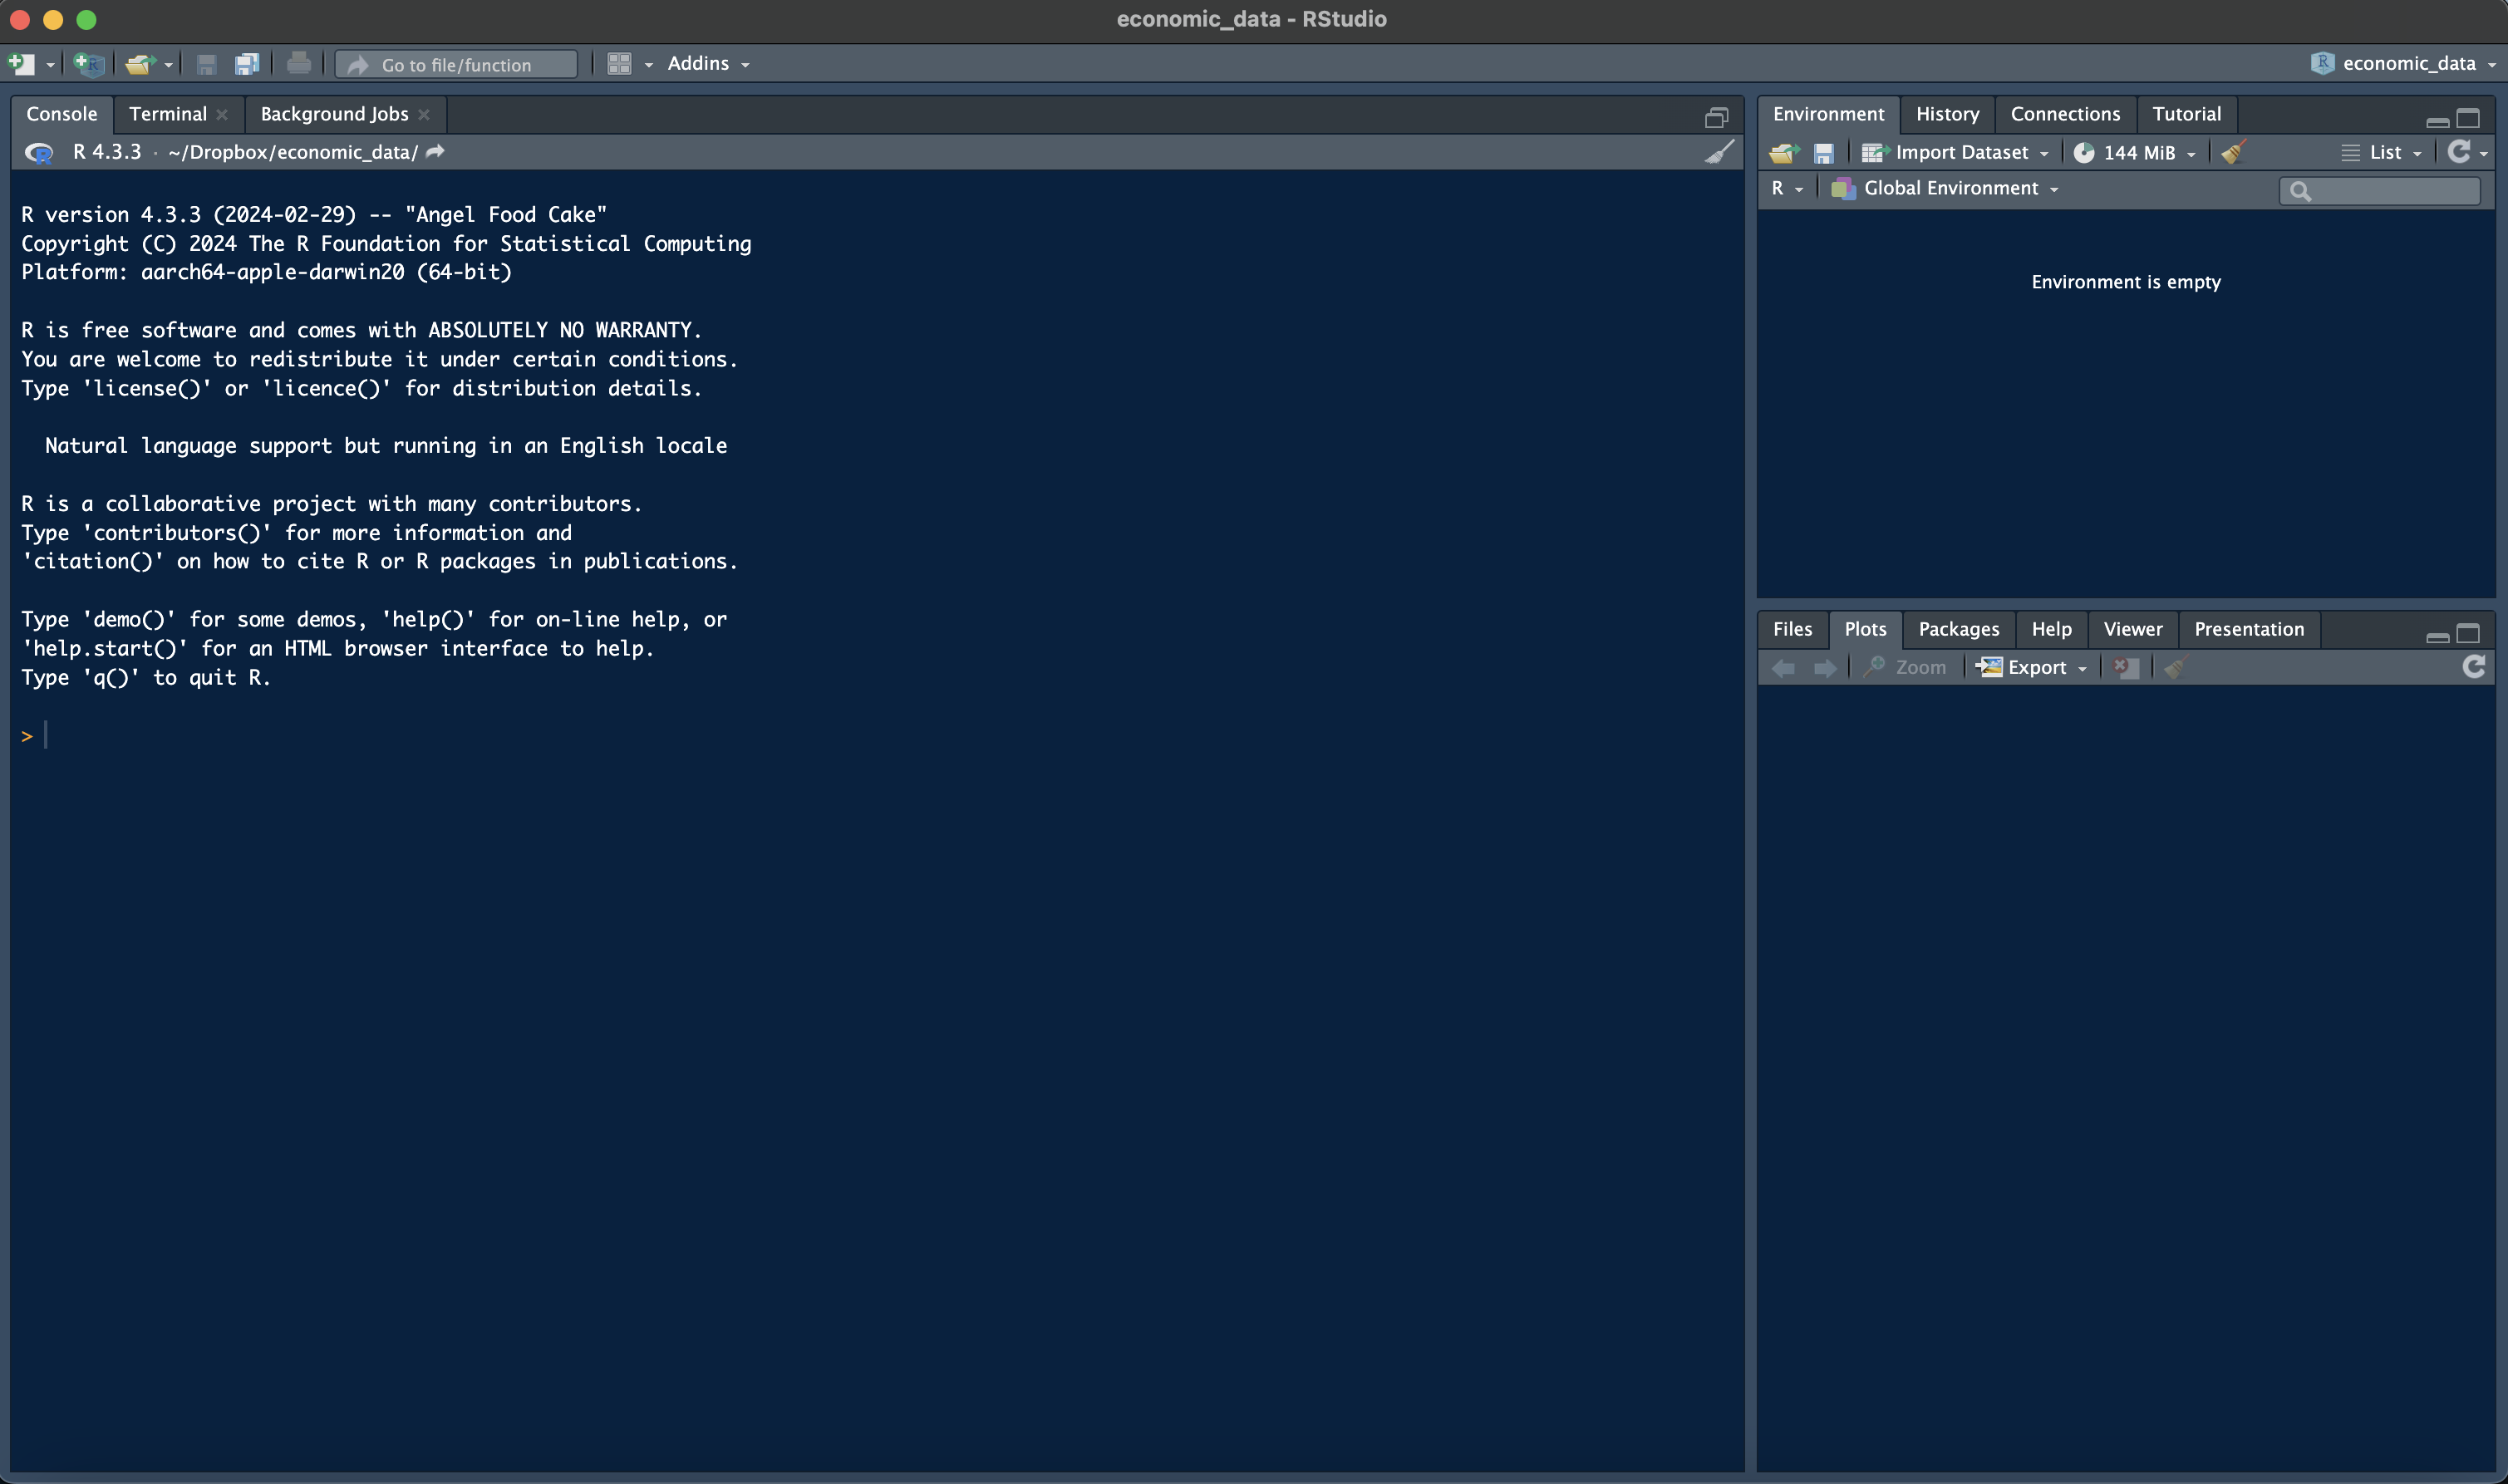 economic_data - RStudio
Go to file/function
Addins
economic_data
Console
Terminal
Background Jobs
R 4.3.3 · ~/Dropbox/economic_data/
R version 4.3.3 (2024-02-29) -- "Angel Food Cake"
Copyright (C) 2024 The R Foundation for Statistical Computing
Platform: aarch64-apple-darwin20 (64-bit)
R is free software and comes with ABSOLUTELY NO WARRANTY.
You are welcome to redistribute it under certain conditions.
Type 'license()' or 'licence()' for distribution details.
Natural language support but running in an English locale
R is a collaborative project with many contributors.
Type 'contributors()' for more information and
'citation()' on how to cite R or R packages in publications.
Type 'demo()' for some demos, 'help()' for on-line help, or
'help.start()' for an HTML browser interface to help.
Type 'q()' to quit R.
>
Environment
History
Connections
Tutorial
Import Dataset
144 MiB
List
R
Global Environment
Environment is empty
Files
Plots
Packages
Help
Viewer
Presentation
Zoom
Export